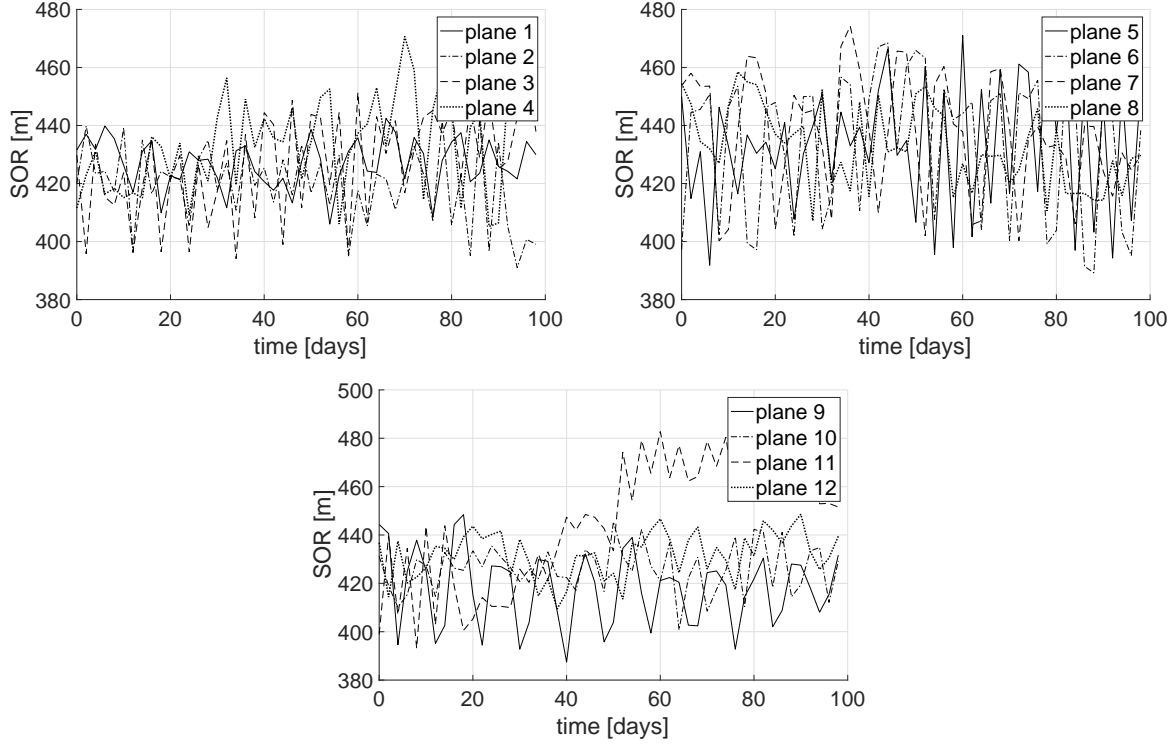 480
460
440
420
400
380
SOR [m]
0 20 40 60 80 100
time [days]
plane 1
plane 2
plane 3
plane 4
480
460
440
420
400
380
SOR [m]
0 20 40 60 80 100
time [days]
plane 5
plane 6
plane 7
plane 8
500
480
460
440
420
400
380
SOR [m]
0 20 40 60 80 100
time [days]
plane 9
plane 10
plane 11
plane 12